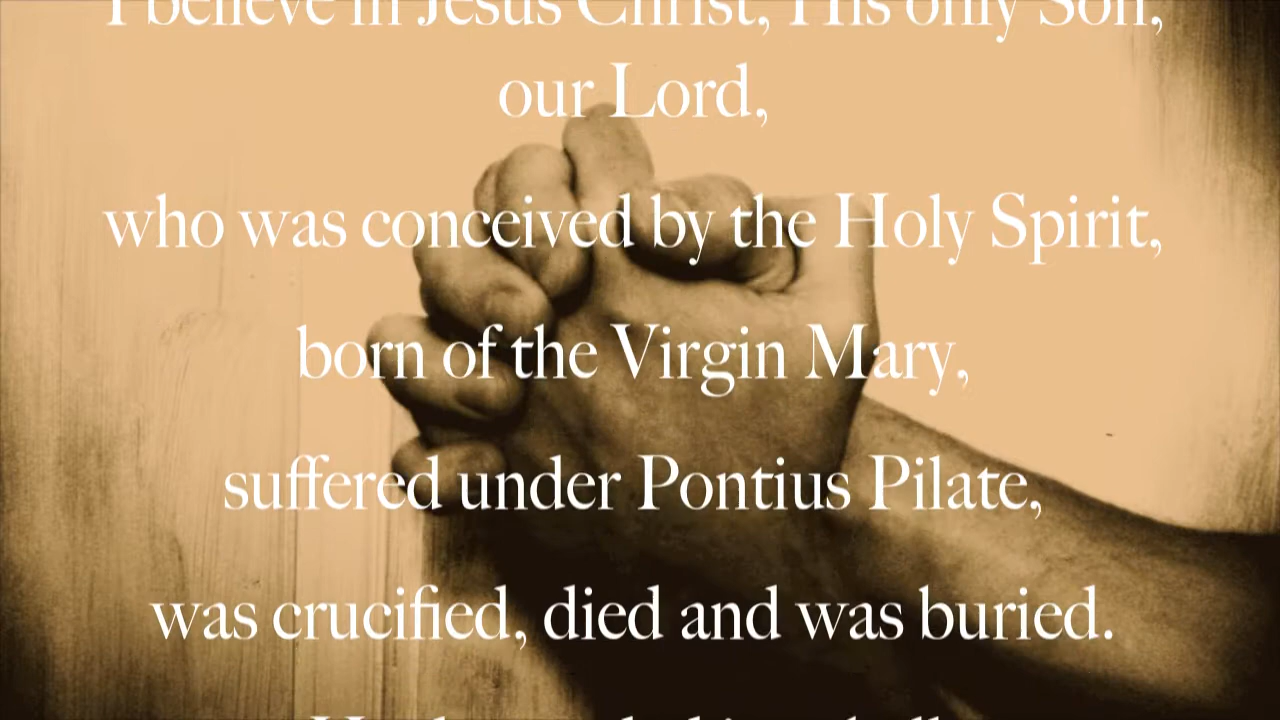 I believe in Jesus Christ, His only Son,
our Lord,
who was conceived by the Holy Spirit,
born of the Virgin Mary,
suffered under Pontius Pilate,
was crucified, died and was buried.